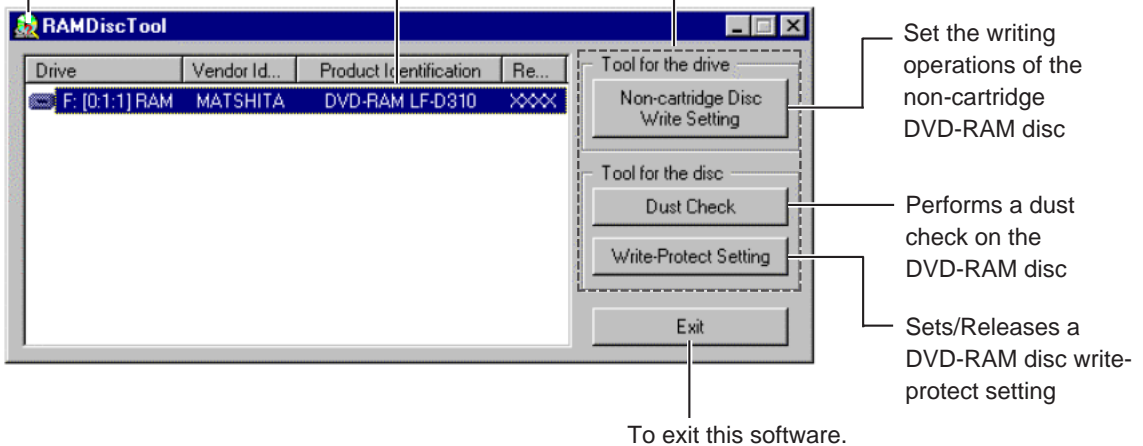 RAMDiscTool
Drive Vendor Id... Product Identification Re...
F: [0:1:1] RAM MATSHITA DVD-RAM LF-D310 XXXX
Tool for the drive
Non-cartridge Disc
Write Setting
Tool for the disc
Dust Check
Write-Protect Setting
Exit
Set the writing
operations of the
non-cartridge
DVD-RAM disc
Performs a dust
check on the
DVD-RAM disc
Sets/Releases a
DVD-RAM disc write-
protect setting
To exit this software.